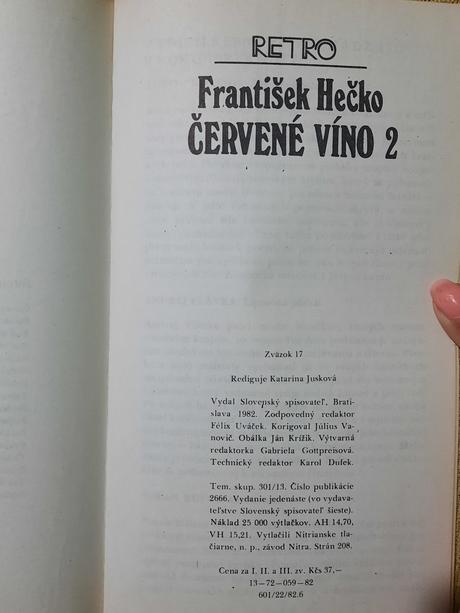 RETRO
František Hečko
ČERVENÉ VÍNO 2
Zväzok 17
Rediguje Katarína Jusková
Vydal Slovenský spisovateľ, Brati-
slava 1982. Zodpovedný redaktor
Félix Uváček. Korigoval Július Va-
novič. Obálka Ján Krížik. Výtvarná
redaktorka Gabriela Gottpreisová.
Technický redaktor Karol Dufek.
Tem. skup. 301/13. Číslo publikácie
2666. Vydanie jedenáste (vo vydava-
teľstve Slovenský spisovateľ šieste).
Náklad 25 000 výtlačkov. AH 14,70,
VH 15,21. Vytlačili Nitrianske tla-
čiarne, n. p., závod Nitra. Strán 208.
Cena za I. II. a III. zv. Kčs 37,—
13—72—059—82
601/22/82.6